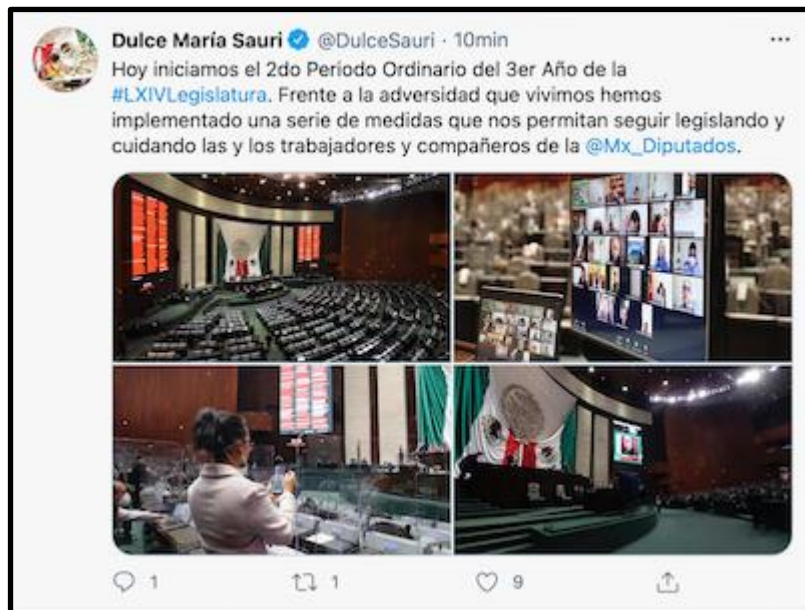 Dulce María Sauri @DulceSauri · 10min
Hoy iniciamos el 2do Periodo Ordinario del 3er Año de la
#LXIVLegislatura. Frente a la adversidad que vivimos hemos
implementado una serie de medidas que nos permitan seguir legislando y
cuidando las y los trabajadores y compañeros de la @Mx_Diputados.
1 1 9